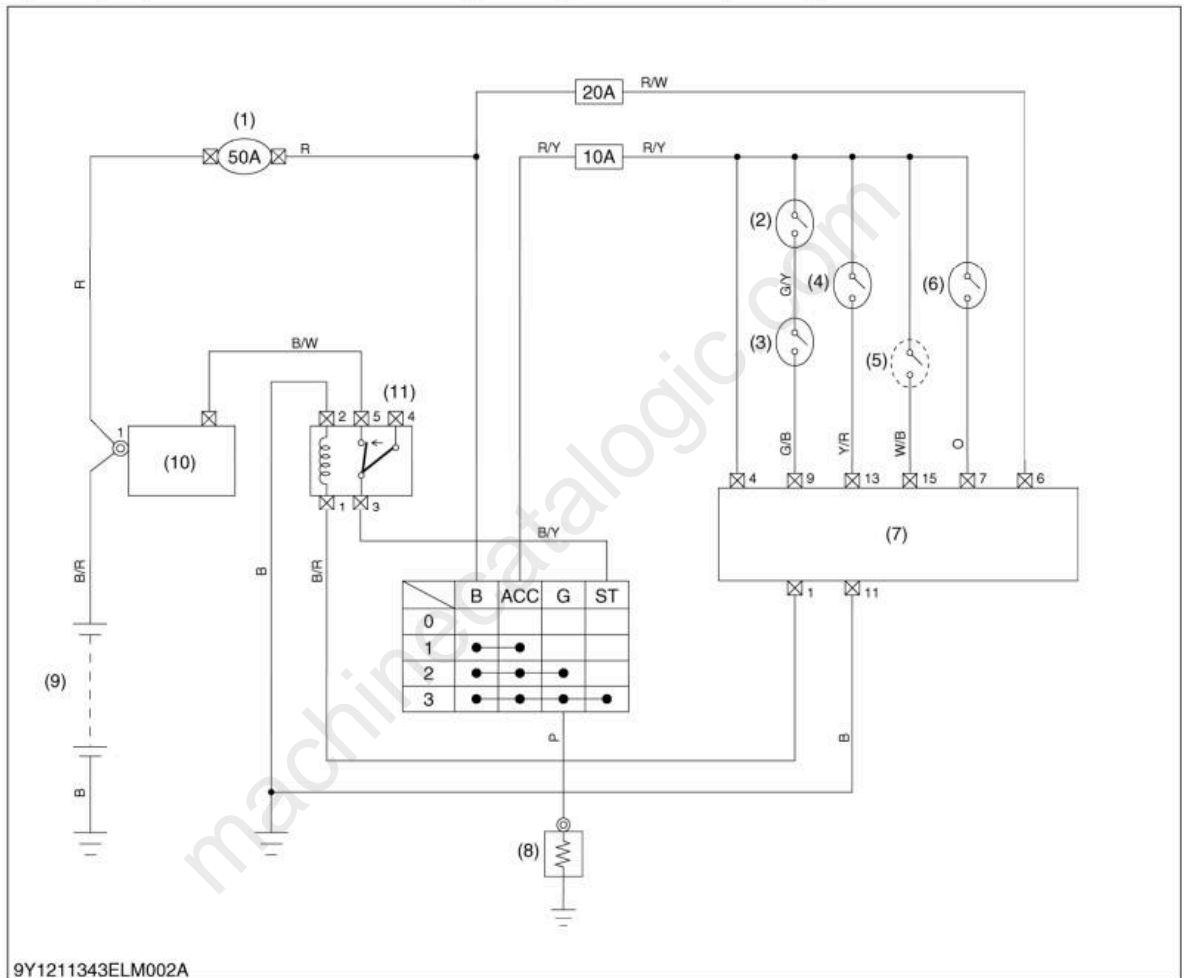 20A
R/W
(1)
50A
R
R/Y
10A
R/Y
(2)
G/Y
(4)
(6)
(3)
(5)
R
B/W
(11)
2
5
4
1
(10)
G/B
Y/R
W/B
O
4
9
13
15
7
6
(7)
1
3
B/Y
B/R
B
B/R
B ACC G ST
0
1
2
3
1
11
(9)
P
B
B
(8)
machinecatalogic.com
9Y1211343ELM002A